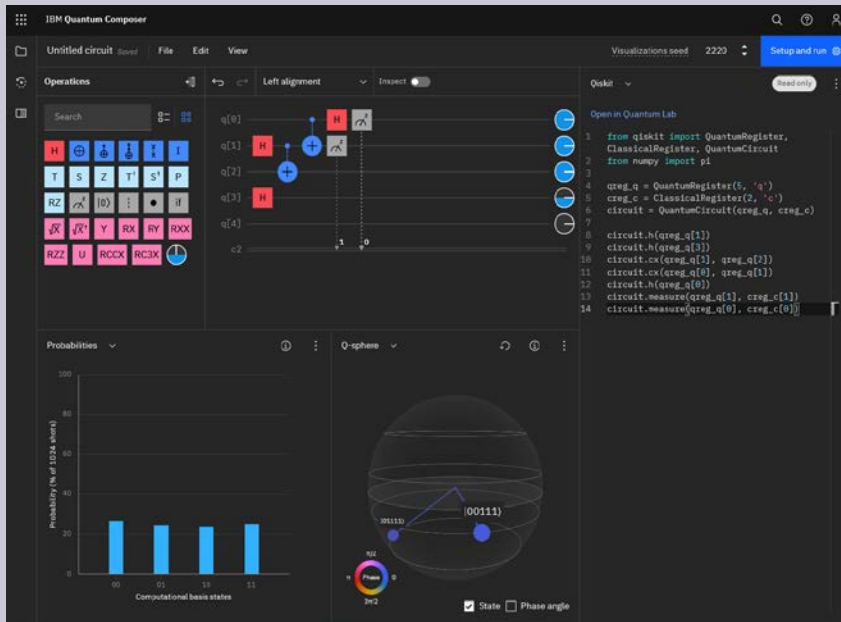 IBM Quantum Composer
Untitled circuit Saved File Edit View
Visualizations seed 2220 Setup and run
Operations
Left alignment
Inspect
Qiskit
Read only
Search
H I
T S Z T† S† P
RZ z |0⟩ if
√X √X† Y RX RY RXX
RZZ U RCCX RC3X
q[0] H z
q[1] H z
q[2]
q[3] H
q[4]
c2 1 0
Open in Quantum Lab
1 from qiskit import QuantumRegister,
ClassicalRegister, QuantumCircuit
2 from numpy import pi
3
4 qreg_q = QuantumRegister(5, 'q')
5 creg_c = ClassicalRegister(2, 'c')
6 circuit = QuantumCircuit(qreg_q, creg_c)
7
8 circuit.h(qreg_q[1])
9 circuit.h(qreg_q[3])
10 circuit.cx(qreg_q[1], qreg_q[2])
11 circuit.cx(qreg_q[0], qreg_q[1])
12 circuit.h(qreg_q[0])
13 circuit.measure(qreg_q[1], creg_c[1])
14 circuit.measure(qreg_q[0], creg_c[0])
Probabilities
Probability (% of 1024 shots)
100
80
60
40
20
0
00 01 10 11
Computational basis states
Q-sphere
|01111⟩
|00111⟩
π/2
π Phase 0
3π/2
State Phase angle